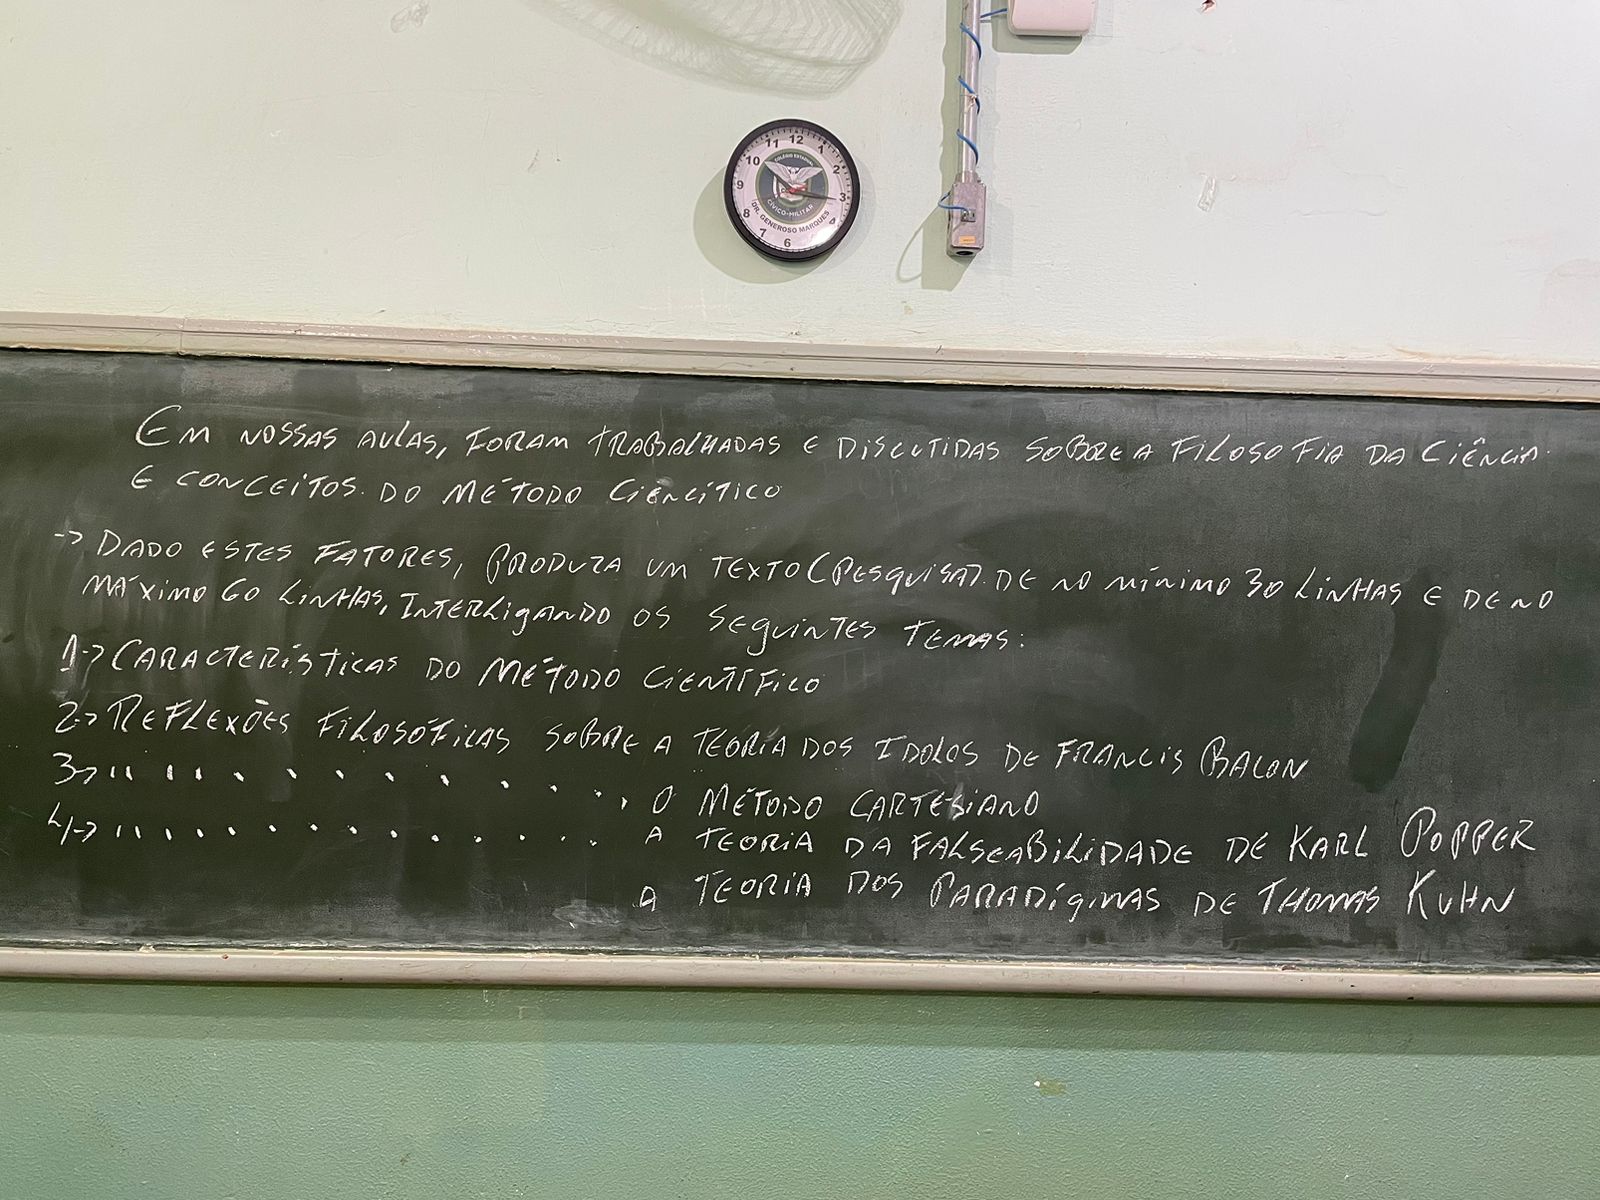 12
1
2
3
4
6
7
8
9
10
11
COLÉGIO ESTADUAL
CÍVICO-MILITAR
DR. GENEROSO MARQUES
EM NOSSAS AULAS, FORAM TRABALHADAS E DISCUTIDAS SOBRE A FILOSOFIA DA CIÊNCIA
E CONCEITOS DO MÉTODO CIENCÍTICO
-> DADO ESTES FATORES, PRODUZA UM TEXTO (PESQUISA). DE NO MÍNIMO 30 LINHAS E DE NO
MÁXIMO 60 LINHAS, INTERLIGANDO OS SEGUINTES TEMAS:
1-> CARACTERÍSTICAS DO MÉTODO CIENTÍFICO
2-> REFLEXÕES FILOSÓFICAS SOBRE A TEORIA DOS IDOLOS DE FRANCIS BACON
3-> " " . . . . . . . . . O MÉTODO CARTESIANO
4-> " " . . . . . . . . . A TEORIA DA FALSEABILIDADE DE KARL POPPER
A TEORIA DOS PARADÍGMAS DE THOMAS KUHN